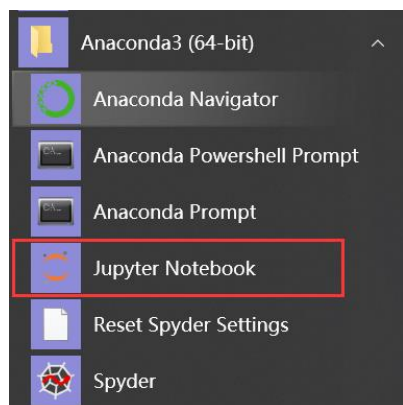 Anaconda3 (64-bit)
Anaconda Navigator
Anaconda Powershell Prompt
Anaconda Prompt
Jupyter Notebook
Reset Spyder Settings
Spyder